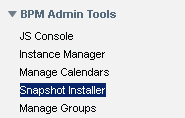 BPM Admin Tools
JS Console
Instance Manager
Manage Calendars
Snapshot Installer
Manage Groups